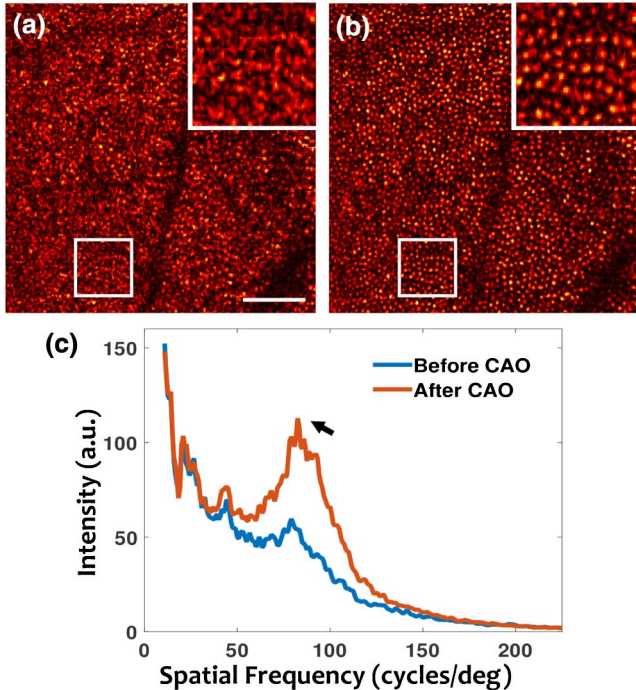 (a)
(b)
(c)
150
100
50
0
Intensity (a.u.)
Before CAO
After CAO
0
50
100
150
200
Spatial Frequency (cycles/deg)